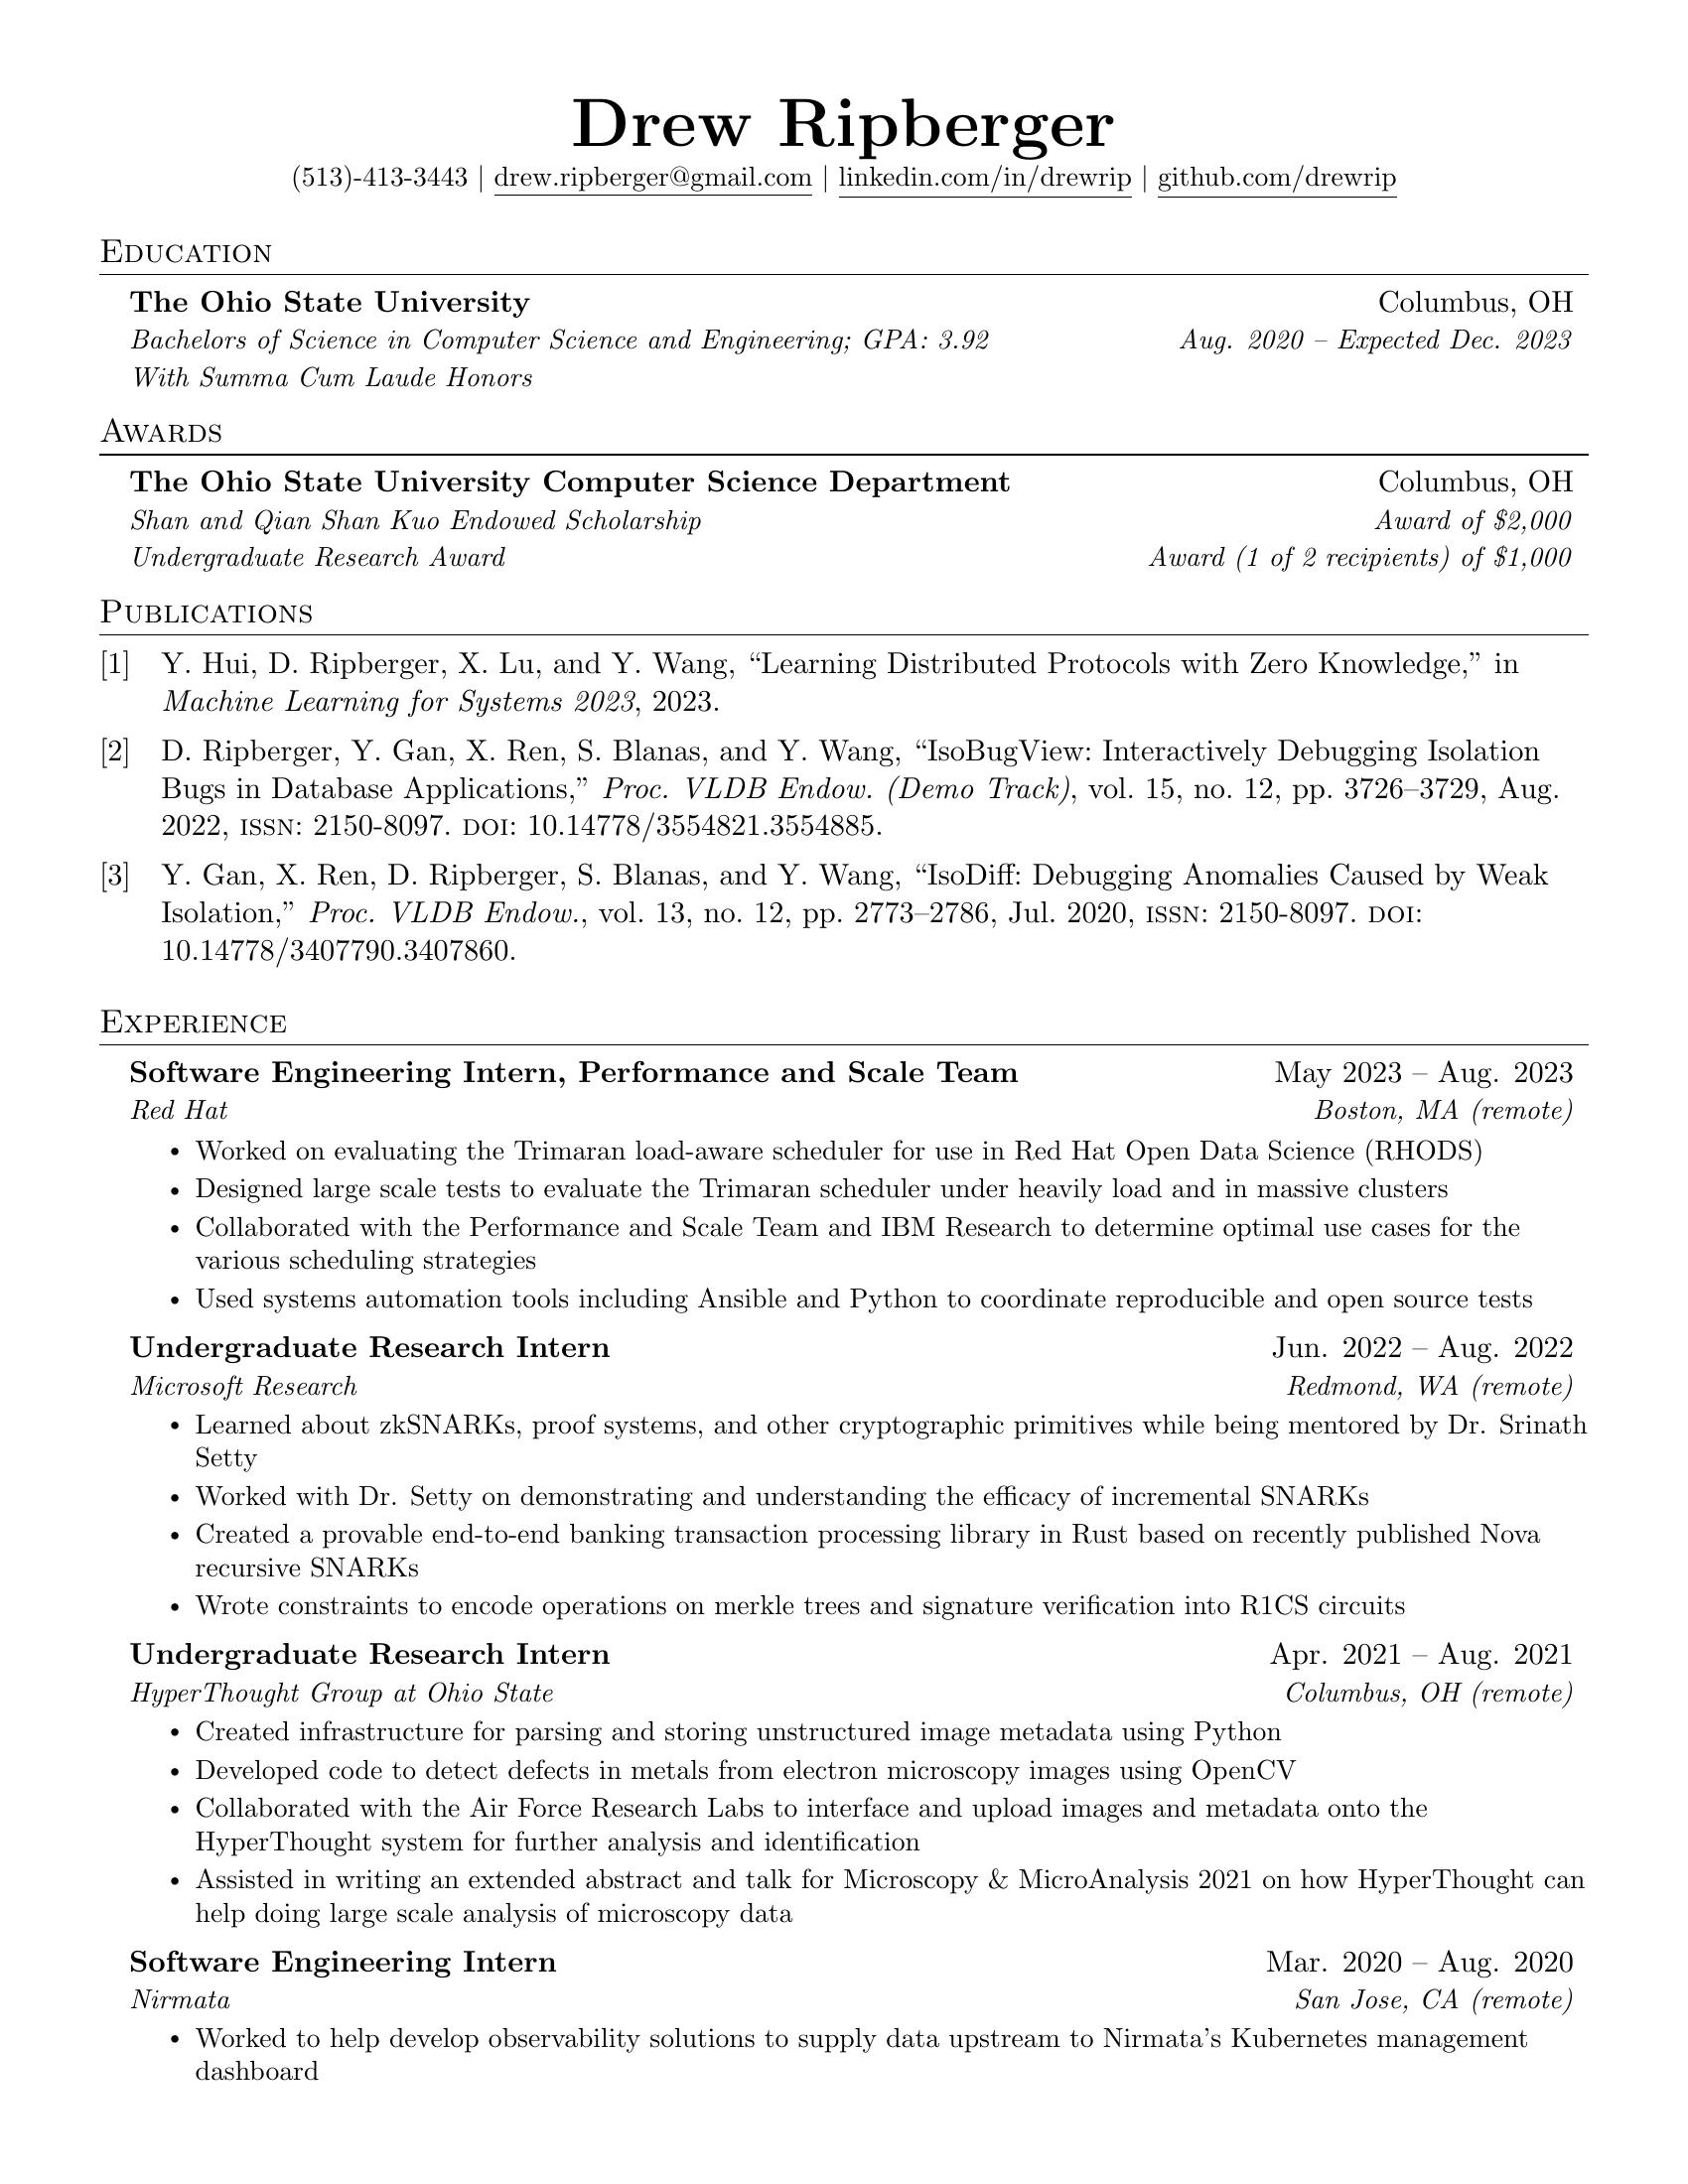 Drew Ripberger
(513)-413-3443 | drew.ripberger@gmail.com | linkedin.com/in/drewrip | github.com/drewrip
Education
The Ohio State University Columbus, OH
Bachelors of Science in Computer Science and Engineering; GPA: 3.92 Aug. 2020 – Expected Dec. 2023
With Summa Cum Laude Honors
Awards
The Ohio State University Computer Science Department Columbus, OH
Shan and Qian Shan Kuo Endowed Scholarship Award of $2,000
Undergraduate Research Award Award (1 of 2 recipients) of $1,000
Publications
[1] Y. Hui, D. Ripberger, X. Lu, and Y. Wang, “Learning Distributed Protocols with Zero Knowledge,” in
Machine Learning for Systems 2023, 2023.
[2] D. Ripberger, Y. Gan, X. Ren, S. Blanas, and Y. Wang, “IsoBugView: Interactively Debugging Isolation
Bugs in Database Applications,” Proc. VLDB Endow. (Demo Track), vol. 15, no. 12, pp. 3726–3729, Aug.
2022, ISSN: 2150-8097. DOI: 10.14778/3554821.3554885.
[3] Y. Gan, X. Ren, D. Ripberger, S. Blanas, and Y. Wang, “IsoDiff: Debugging Anomalies Caused by Weak
Isolation,” Proc. VLDB Endow., vol. 13, no. 12, pp. 2773–2786, Jul. 2020, ISSN: 2150-8097. DOI:
10.14778/3407790.3407860.
Experience
Software Engineering Intern, Performance and Scale Team May 2023 – Aug. 2023
Red Hat Boston, MA (remote)
• Worked on evaluating the Trimaran load-aware scheduler for use in Red Hat Open Data Science (RHODS)
• Designed large scale tests to evaluate the Trimaran scheduler under heavily load and in massive clusters
• Collaborated with the Performance and Scale Team and IBM Research to determine optimal use cases for the
various scheduling strategies
• Used systems automation tools including Ansible and Python to coordinate reproducible and open source tests
Undergraduate Research Intern Jun. 2022 – Aug. 2022
Microsoft Research Redmond, WA (remote)
• Learned about zkSNARKs, proof systems, and other cryptographic primitives while being mentored by Dr. Srinath
Setty
• Worked with Dr. Setty on demonstrating and understanding the efficacy of incremental SNARKs
• Created a provable end-to-end banking transaction processing library in Rust based on recently published Nova
recursive SNARKs
• Wrote constraints to encode operations on merkle trees and signature verification into R1CS circuits
Undergraduate Research Intern Apr. 2021 – Aug. 2021
HyperThought Group at Ohio State Columbus, OH (remote)
• Created infrastructure for parsing and storing unstructured image metadata using Python
• Developed code to detect defects in metals from electron microscopy images using OpenCV
• Collaborated with the Air Force Research Labs to interface and upload images and metadata onto the
HyperThought system for further analysis and identification
• Assisted in writing an extended abstract and talk for Microscopy & MicroAnalysis 2021 on how HyperThought can
help doing large scale analysis of microscopy data
Software Engineering Intern Mar. 2020 – Aug. 2020
Nirmata San Jose, CA (remote)
• Worked to help develop observability solutions to supply data upstream to Nirmata’s Kubernetes management
dashboard